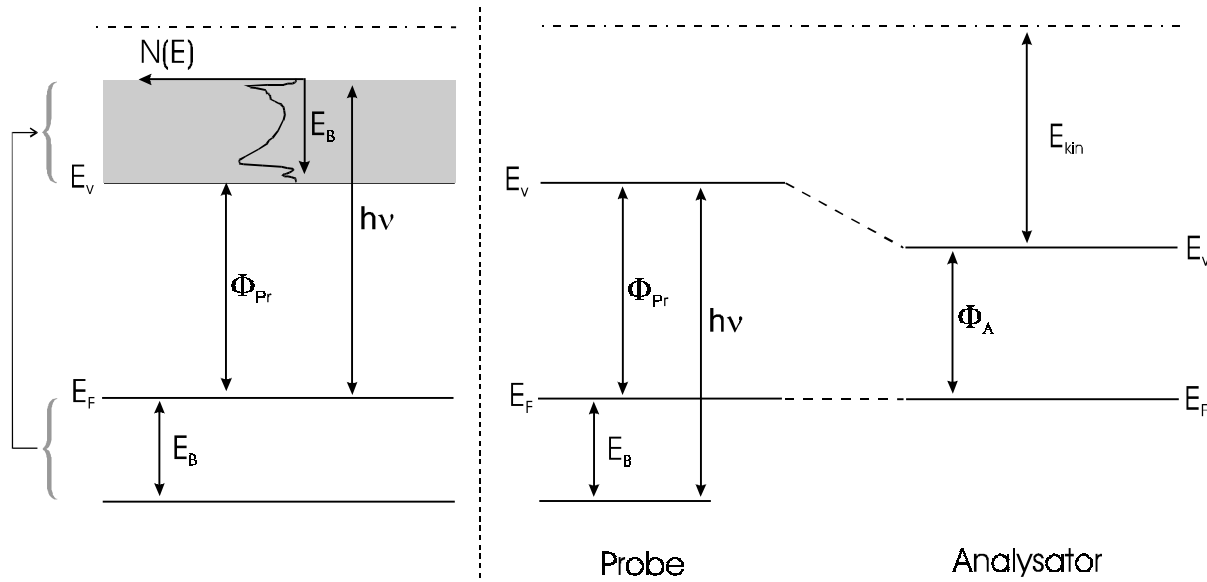 N(E)
E_B
E_v
hν
Φ_Pr
E_F
E_B
E_kin
E_v
E_v
Φ_Pr
hν
Φ_A
E_F
E_F
E_B
Probe
Analysator